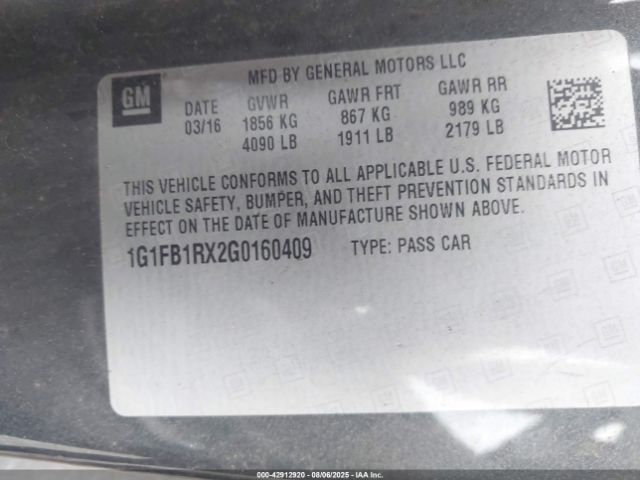 MFD BY GENERAL MOTORS LLC
GM
DATE GVWR GAWR FRT GAWR RR
03/16 1856 KG 867 KG 989 KG
4090 LB 1911 LB 2179 LB
THIS VEHICLE CONFORMS TO ALL APPLICABLE U.S. FEDERAL MOTOR
VEHICLE SAFETY, BUMPER, AND THEFT PREVENTION STANDARDS IN
EFFECT ON THE DATE OF MANUFACTURE SHOWN ABOVE.
1G1FB1RX2G0160409 TYPE: PASS CAR
000-42912920 - 08/06/2025 - IAAI.COM